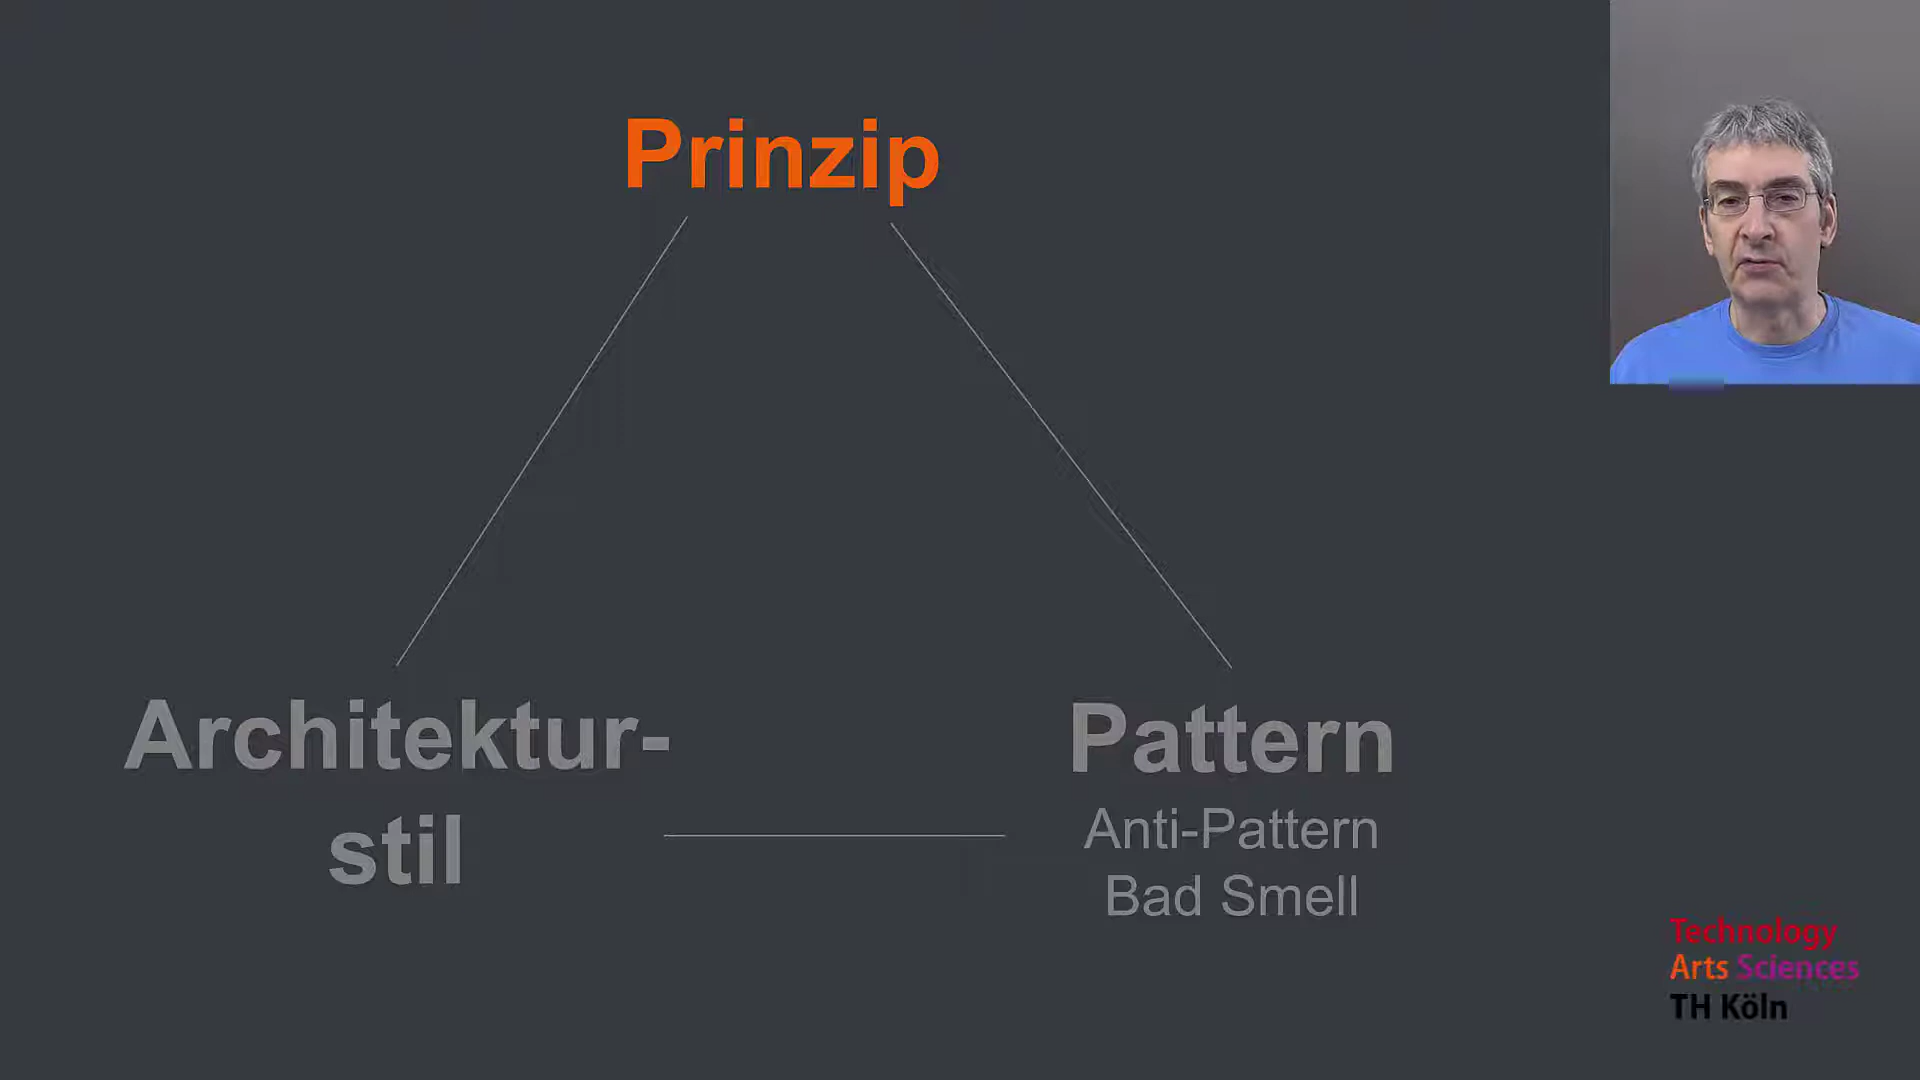 Prinzip
Architektur-
stil
Pattern
Anti-Pattern
Bad Smell
Technology
Arts Sciences
TH Köln